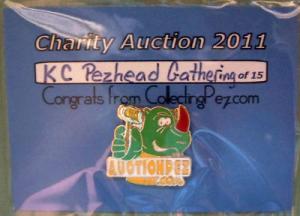 Charity Auction 2011
KC Pezhead Gathering of 15
Congrats from CollectingPez.com
AUCTIONPEZ
.COM